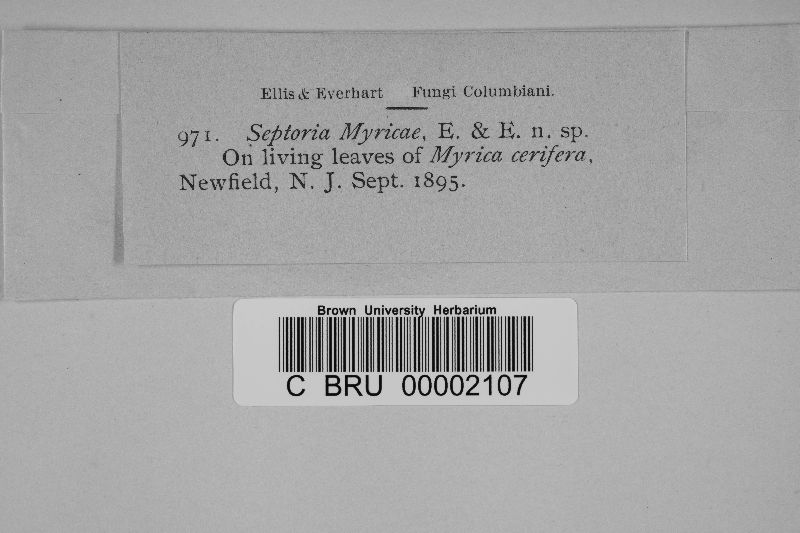 Ellis & Everhart Fungi Columbiani.
971. Septoria Myricae, E. & E. n. sp.
On living leaves of Myrica cerifera,
Newfield, N. J. Sept. 1895.
Brown University Herbarium
C BRU 00002107